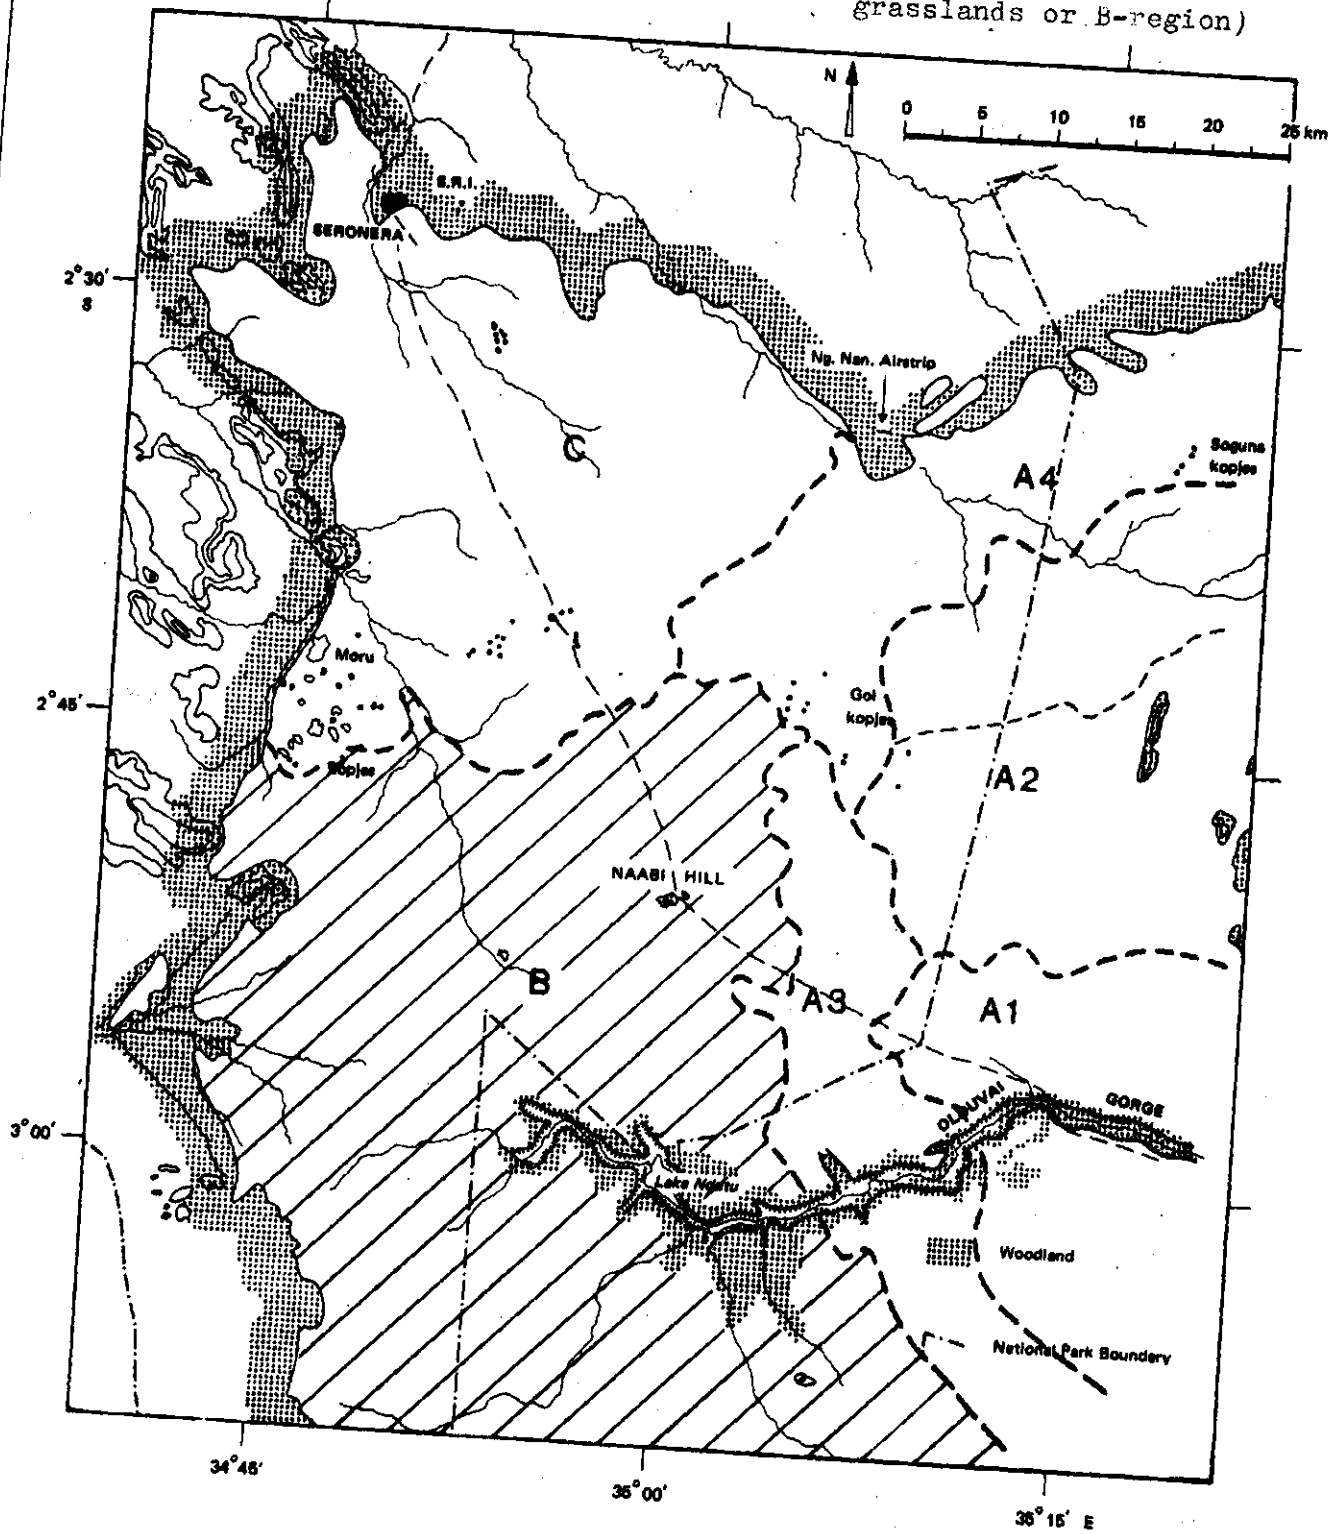 grasslands or B-region)
N
0 5 10 15 20 25 km
S.R.I.
SERONERA
2°30'
S
Ng. Nan. Airstrip
C
Soguna
kopjes
A4
Moru
2°45'
Gol
kopjes
Kopjes
A2
NAABI HILL
B
A3
A1
OLDUVAI
GORGE
3°00'
Lake Ndutu
Woodland
National Park Boundary
34°45'
35°00'
35°15' E